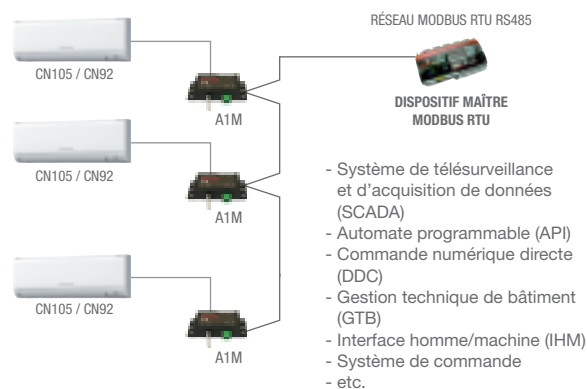 RÉSEAU MODBUS RTU RS485
CN105 / CN92
A1M
DISPOSITIF MAÎTRE
MODBUS RTU
CN105 / CN92
A1M
CN105 / CN92
A1M
- Système de télésurveillance
et d'acquisition de données
(SCADA)
- Automate programmable (API)
- Commande numérique directe
(DDC)
- Gestion technique de bâtiment
(GTB)
- Interface homme/machine (IHM)
- Système de commande
- etc.